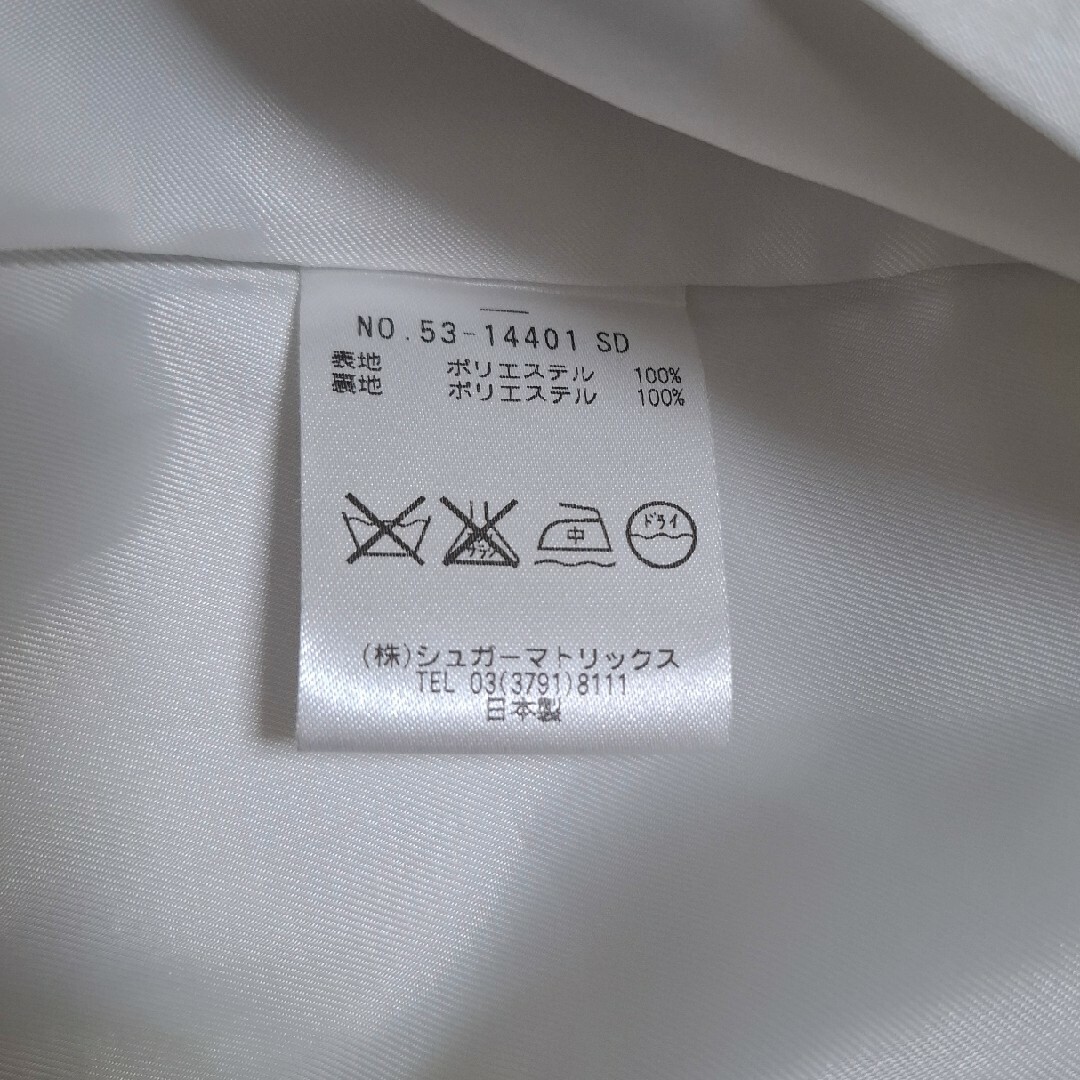 NO.53-14401 SD
表地 ポリエステル 100%
裏地 ポリエステル 100%
中 ドライ
(株)シュガーマトリックス
TEL 03(3791)8111
日本製